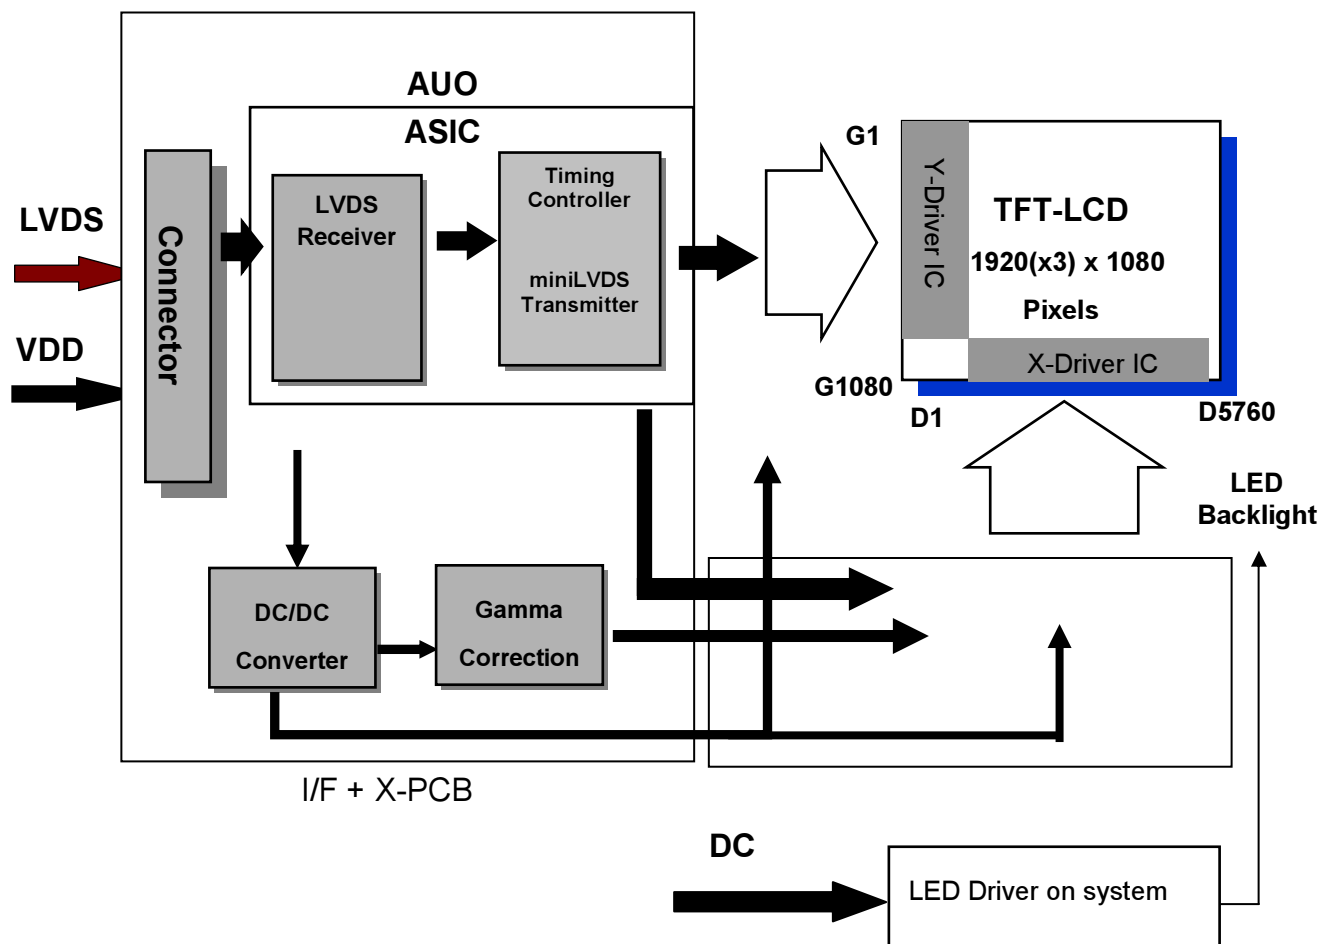 AUO
ASIC
LVDS
VDD
Connector
LVDS
Receiver
Timing
Controller
miniLVDS
Transmitter
G1
G1080
Y-Driver IC
TFT-LCD
1920(x3) x 1080
Pixels
X-Driver IC
D1
D5760
LED
Backlight
DC/DC
Converter
Gamma
Correction
I/F + X-PCB
DC
LED Driver on system